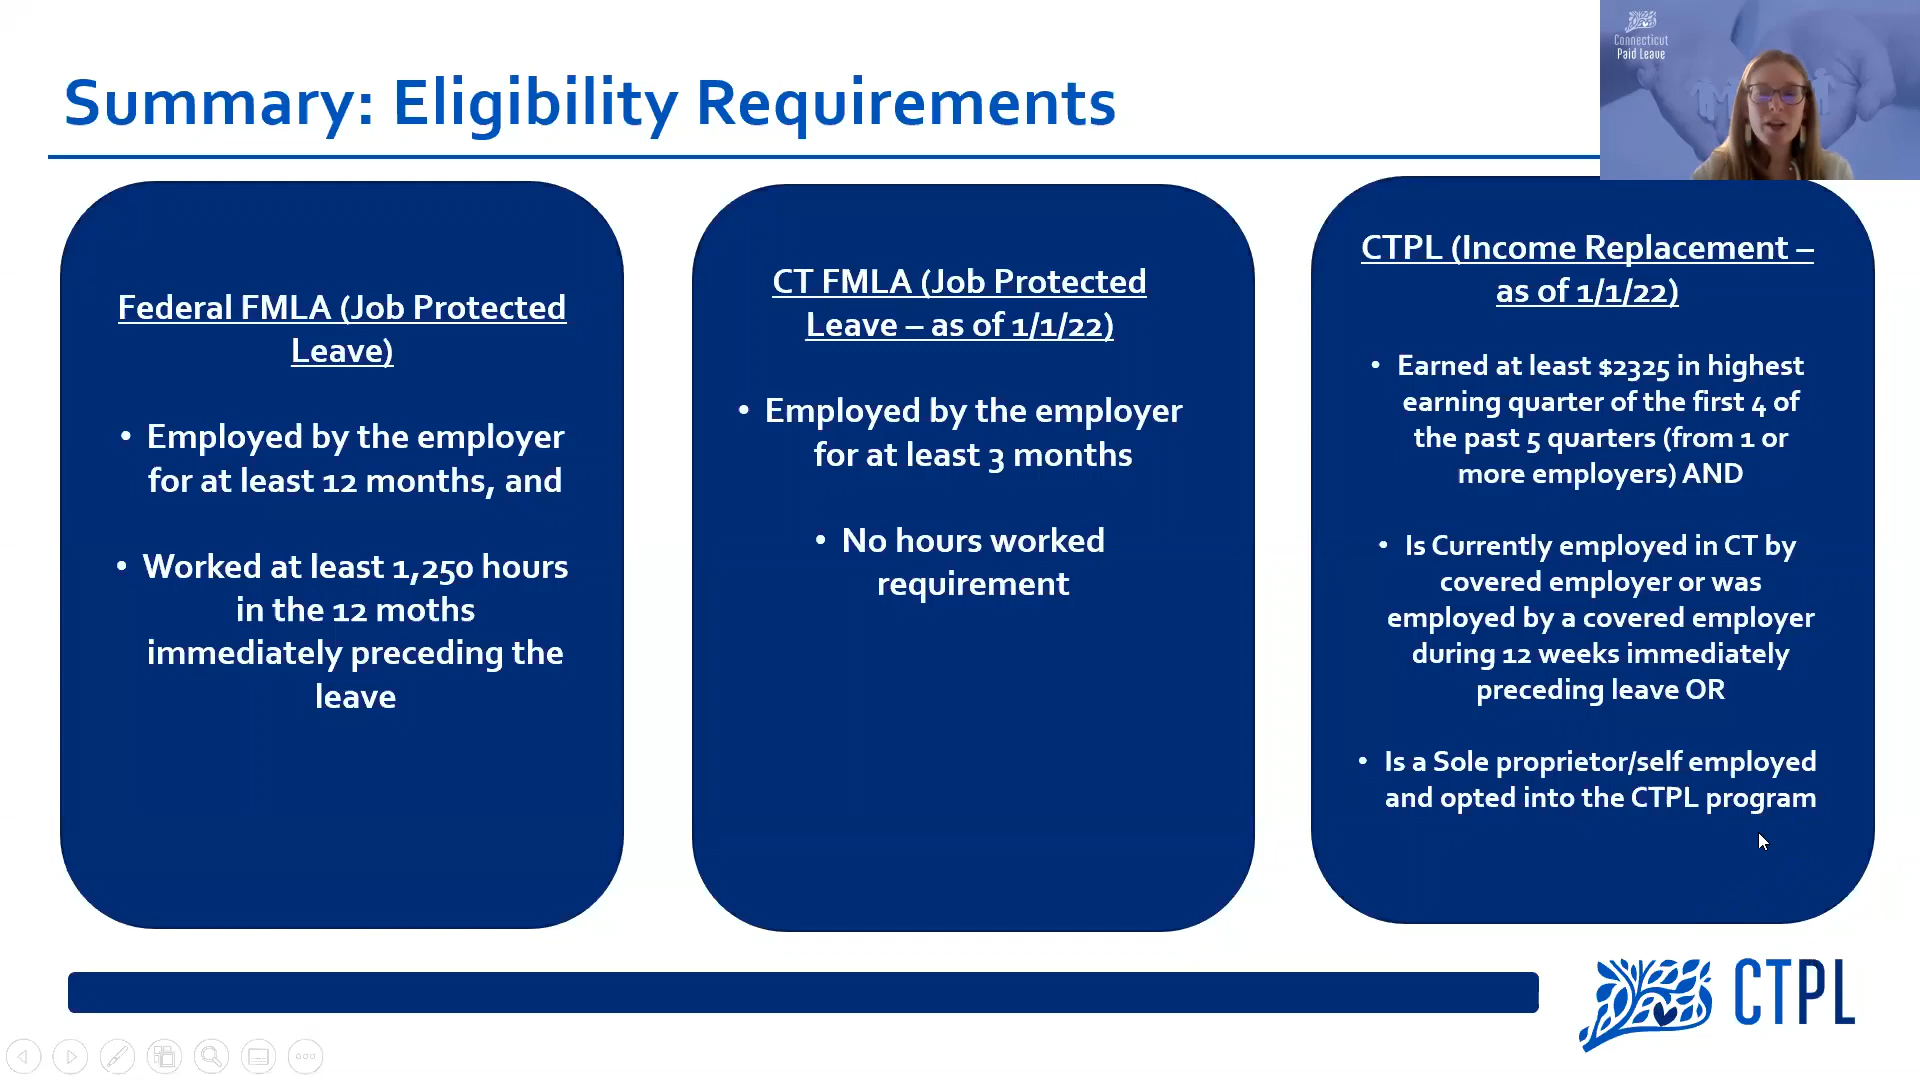 Summary: Eligibility Requirements
Connecticut
Paid Leave
Federal FMLA (Job Protected
Leave)
• Employed by the employer
for at least 12 months, and
• Worked at least 1,250 hours
in the 12 moths
immediately preceding the
leave
CT FMLA (Job Protected
Leave – as of 1/1/22)
• Employed by the employer
for at least 3 months
• No hours worked
requirement
CTPL (Income Replacement –
as of 1/1/22)
• Earned at least $2325 in highest
earning quarter of the first 4 of
the past 5 quarters (from 1 or
more employers) AND
• Is Currently employed in CT by
covered employer or was
employed by a covered employer
during 12 weeks immediately
preceding leave OR
• Is a Sole proprietor/self employed
and opted into the CTPL program
CTPL